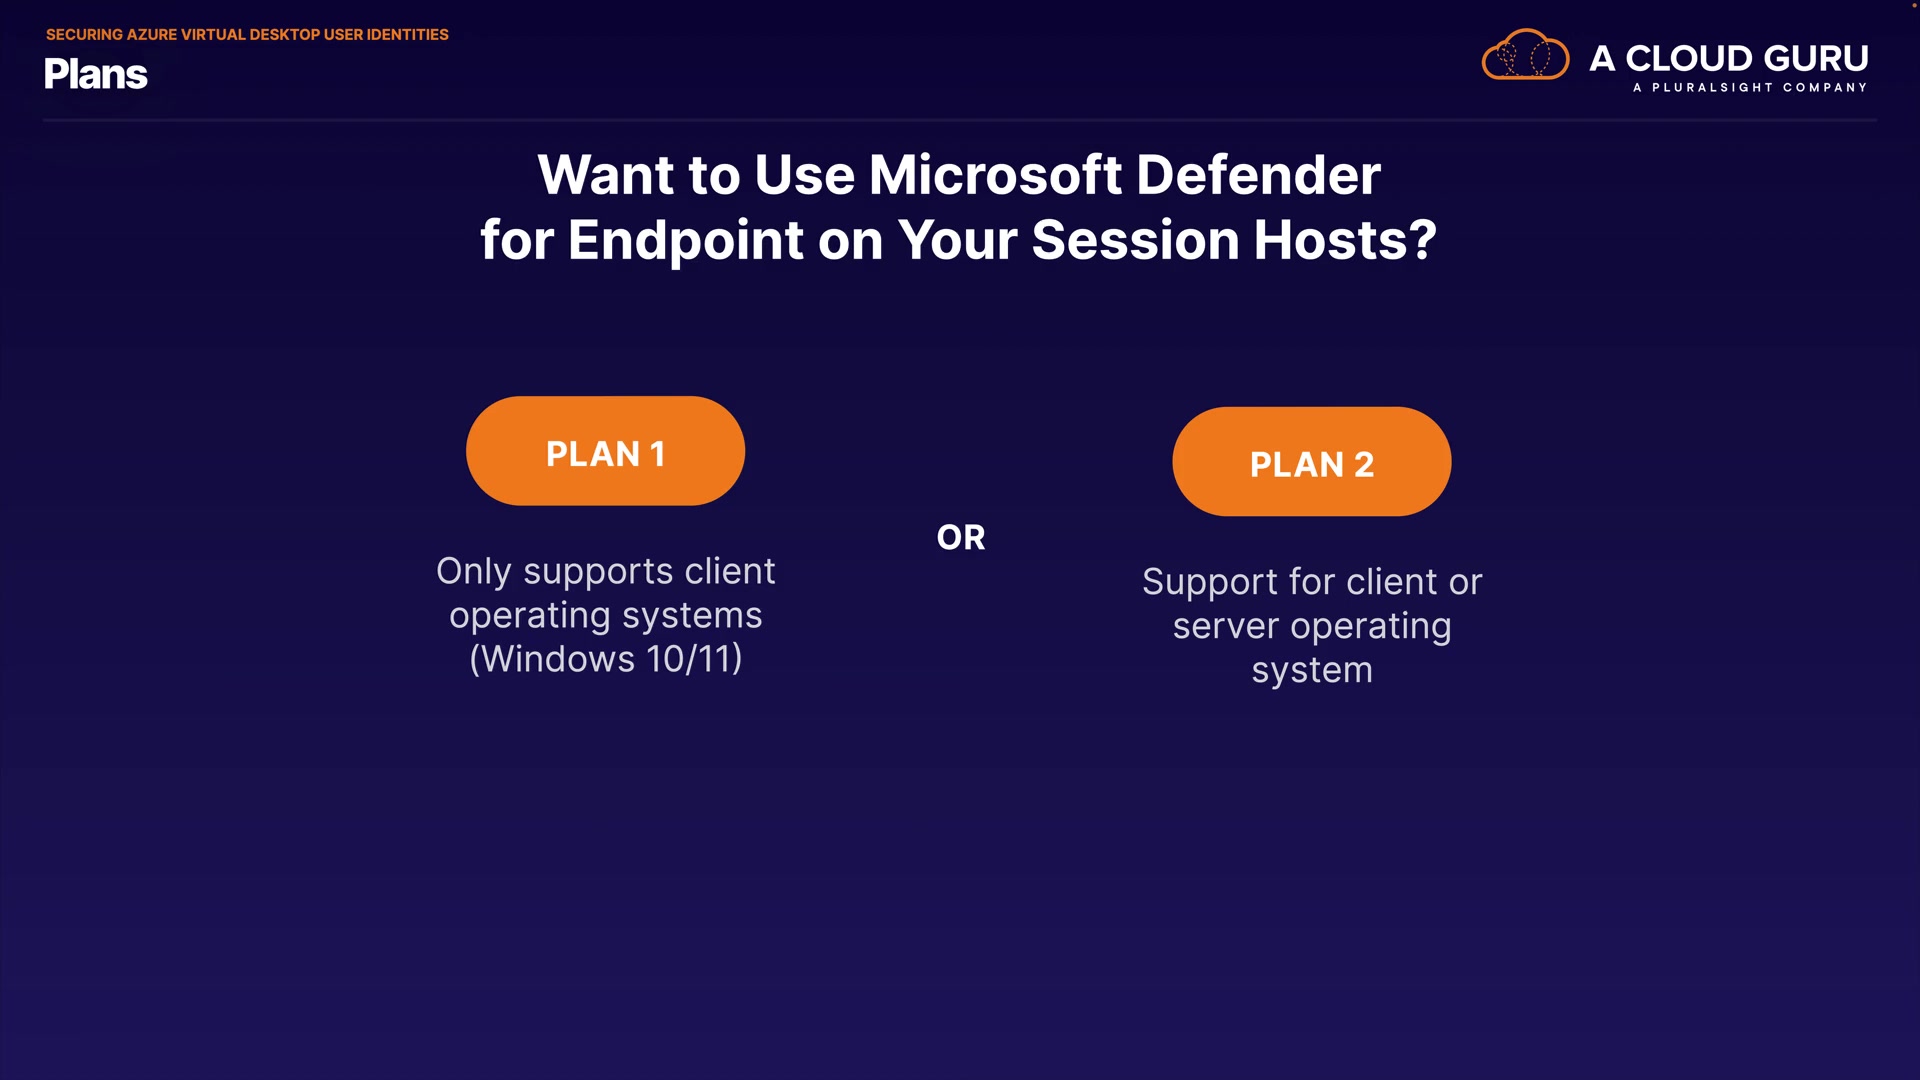 SECURING AZURE VIRTUAL DESKTOP USER IDENTITIES
Plans
A CLOUD GURU
A PLURALSIGHT COMPANY
Want to Use Microsoft Defender
for Endpoint on Your Session Hosts?
PLAN 1
Only supports client
operating systems
(Windows 10/11)
OR
PLAN 2
Support for client or
server operating
system